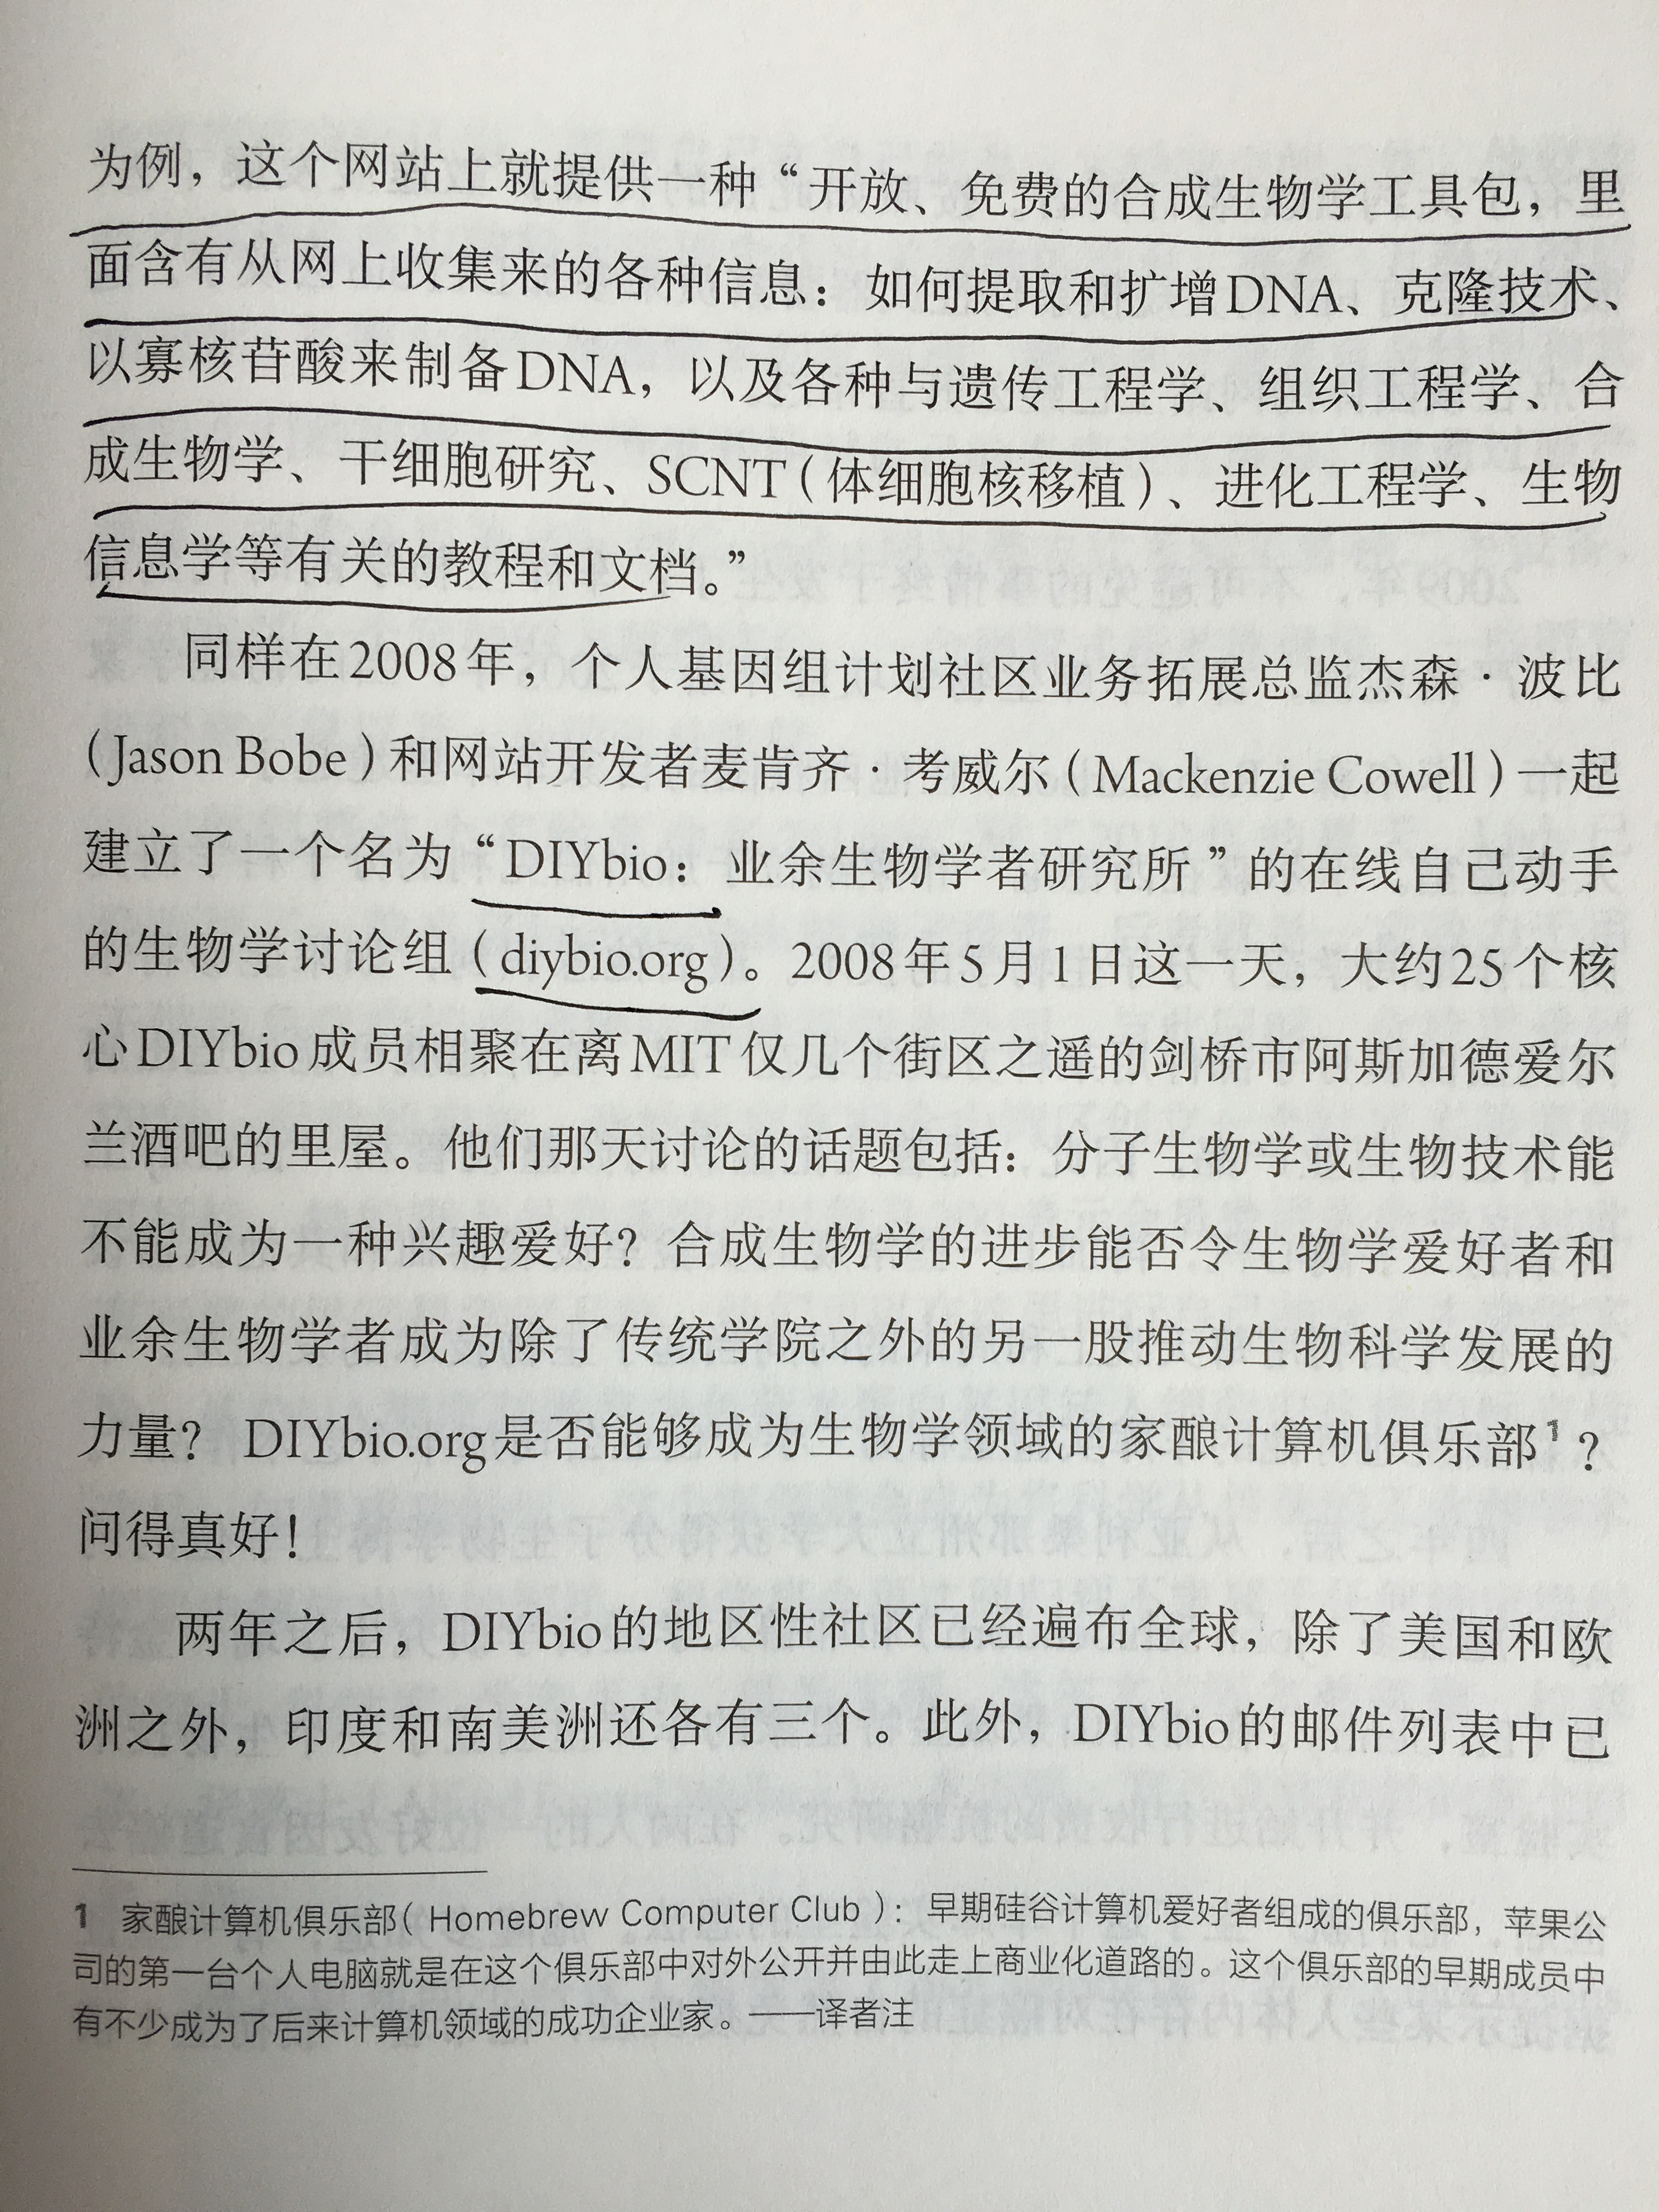 为例，这个网站上就提供一种“开放、免费的合成生物学工具包，里
面含有从网上收集来的各种信息：如何提取和扩增DNA、克隆技术、
以寡核苷酸来制备DNA，以及各种与遗传工程学、组织工程学、合
成生物学、干细胞研究、SCNT（体细胞核移植）、进化工程学、生物
信息学等有关的教程和文档。”
同样在2008年，个人基因组计划社区业务拓展总监杰森·波比
（Jason Bobe）和网站开发者麦肯齐·考威尔（Mackenzie Cowell）一起
建立了一个名为“DIYbio：业余生物学者研究所”的在线自己动手
的生物学讨论组（diybio.org）。2008年5月1日这一天，大约25个核
心DIYbio成员相聚在离MIT仅几个街区之遥的剑桥市阿斯加德爱尔
兰酒吧的里屋。他们那天讨论的话题包括：分子生物学或生物技术能
不能成为一种兴趣爱好？合成生物学的进步能否令生物学爱好者和
业余生物学者成为除了传统学院之外的另一股推动生物科学发展的
力量？DIYbio.org是否能够成为生物学领域的家酿计算机俱乐部1？
问得真好！
两年之后，DIYbio的地区性社区已经遍布全球，除了美国和欧
洲之外，印度和南美洲还各有三个。此外，DIYbio的邮件列表中已
1 家酿计算机俱乐部（Homebrew Computer Club）：早期硅谷计算机爱好者组成的俱乐部，苹果公
司的第一台个人电脑就是在这个俱乐部中对外公开并由此走上商业化道路的。这个俱乐部的早期成员中
有不少成为了后来计算机领域的成功企业家。——译者注